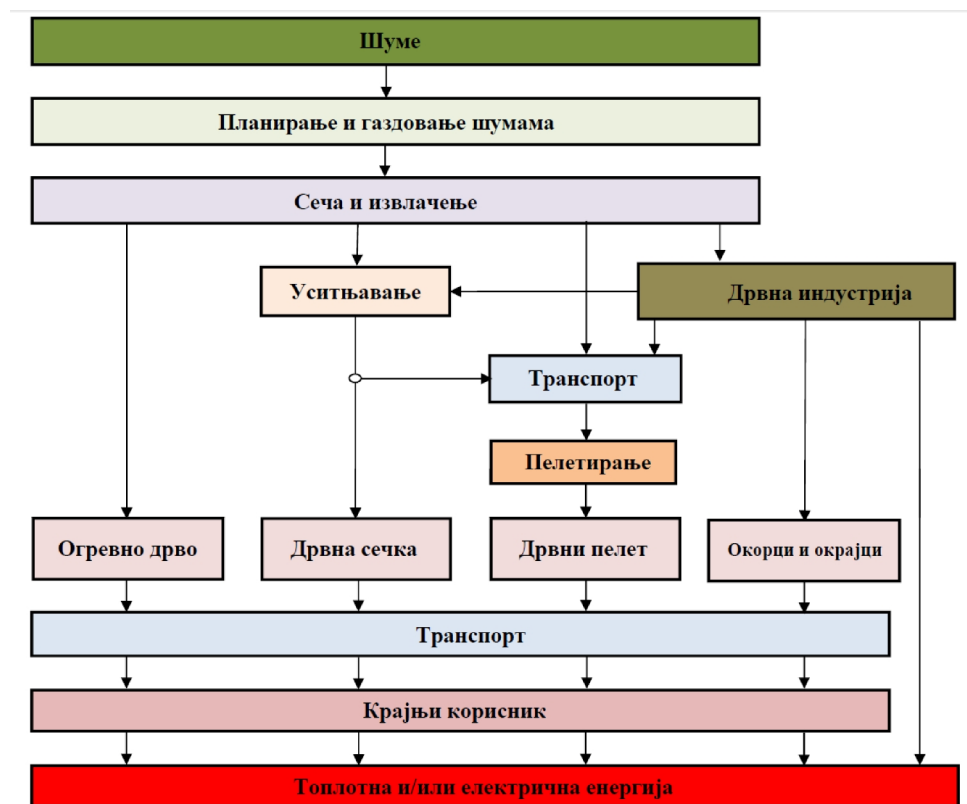 Шуме
Планирање и газдовање шумама
Сеча и извлачење
Уситњавање
Дрвна индустрија
Транспорт
Пелетирање
Огревно дрво
Дрвна сечка
Дрвни пелет
Окорци и окрајци
Транспорт
Крајњи корисник
Топлотна и/или електрична енергија